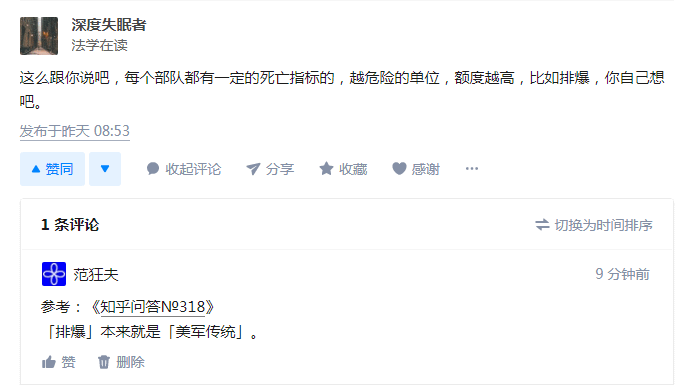 深度失眠者
法学在读
这么跟你说吧，每个部队都有一定的死亡指标的，越危险的单位，额度越高，比如排爆，你自己想
吧。
发布于昨天 08:53
赞同 收起评论 分享 收藏 感谢
1 条评论 切换为时间排序
范狂夫 9 分钟前
参考：《知乎问答№318》
「排爆」本来就是「美军传统」。
赞 删除